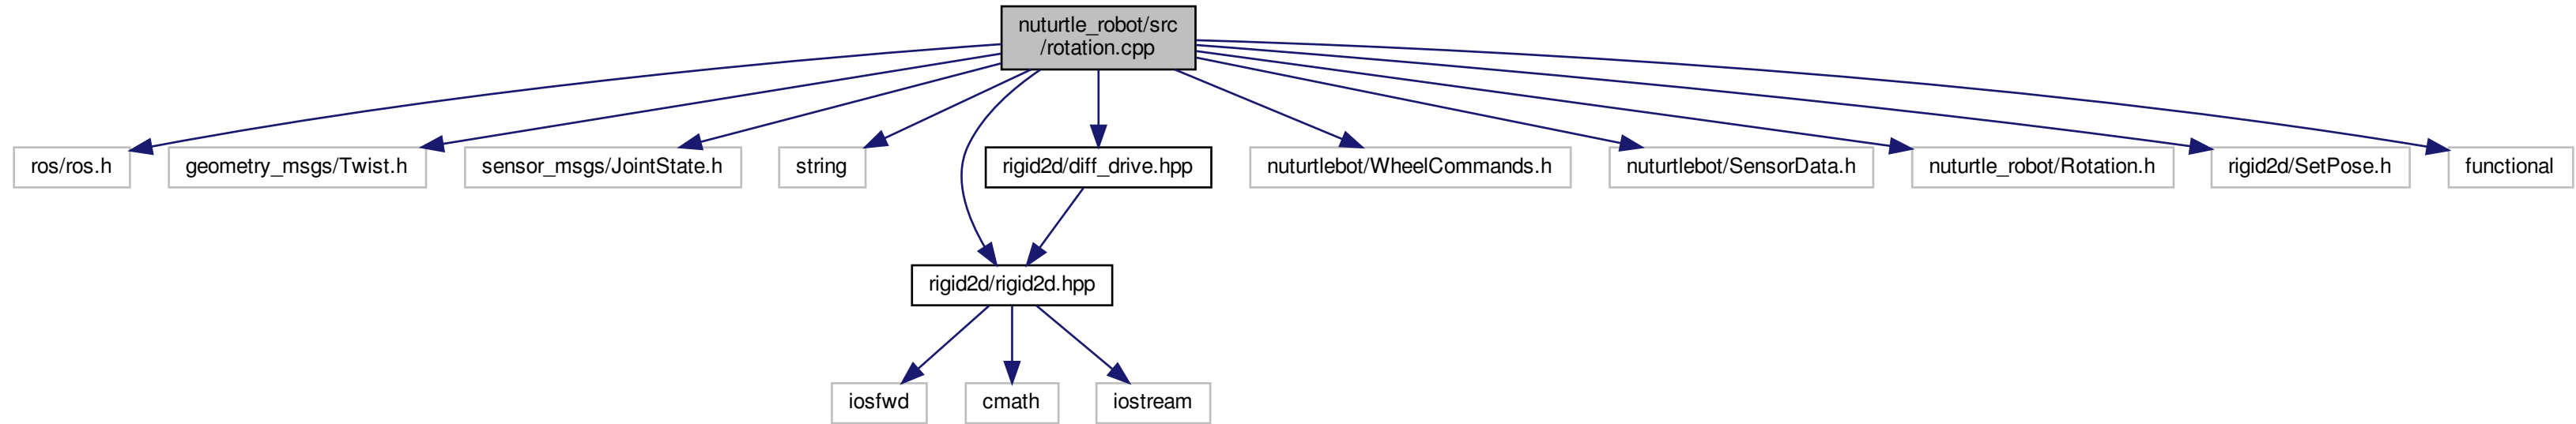 nuturtle_robot/src
/rotation.cpp
ros/ros.h
geometry_msgs/Twist.h
sensor_msgs/JointState.h
string
rigid2d/diff_drive.hpp
nuturtlebot/WheelCommands.h
nuturtlebot/SensorData.h
nuturtle_robot/Rotation.h
rigid2d/SetPose.h
functional
rigid2d/rigid2d.hpp
iosfwd
cmath
iostream